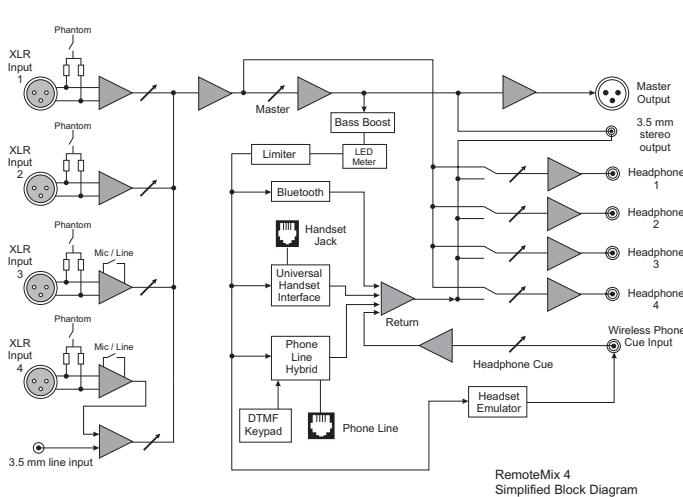 Phantom
XLR
Input
1
Phantom
XLR
Input
2
Phantom
XLR
Input
3
Mic / Line
Phantom
XLR
Input
4
Mic / Line
3.5 mm line input
Master
Bass Boost
LED
Meter
Limiter
Bluetooth
Handset
Jack
Universal
Handset
Interface
Phone
Line
Hybrid
DTMF
Keypad
Phone Line
Return
Headphone Cue
Headset
Emulator
Master
Output
3.5 mm
stereo
output
Headphone
1
Headphone
2
Headphone
3
Headphone
4
Wireless Phone
Cue Input
RemoteMix 4
Simplified Block Diagram